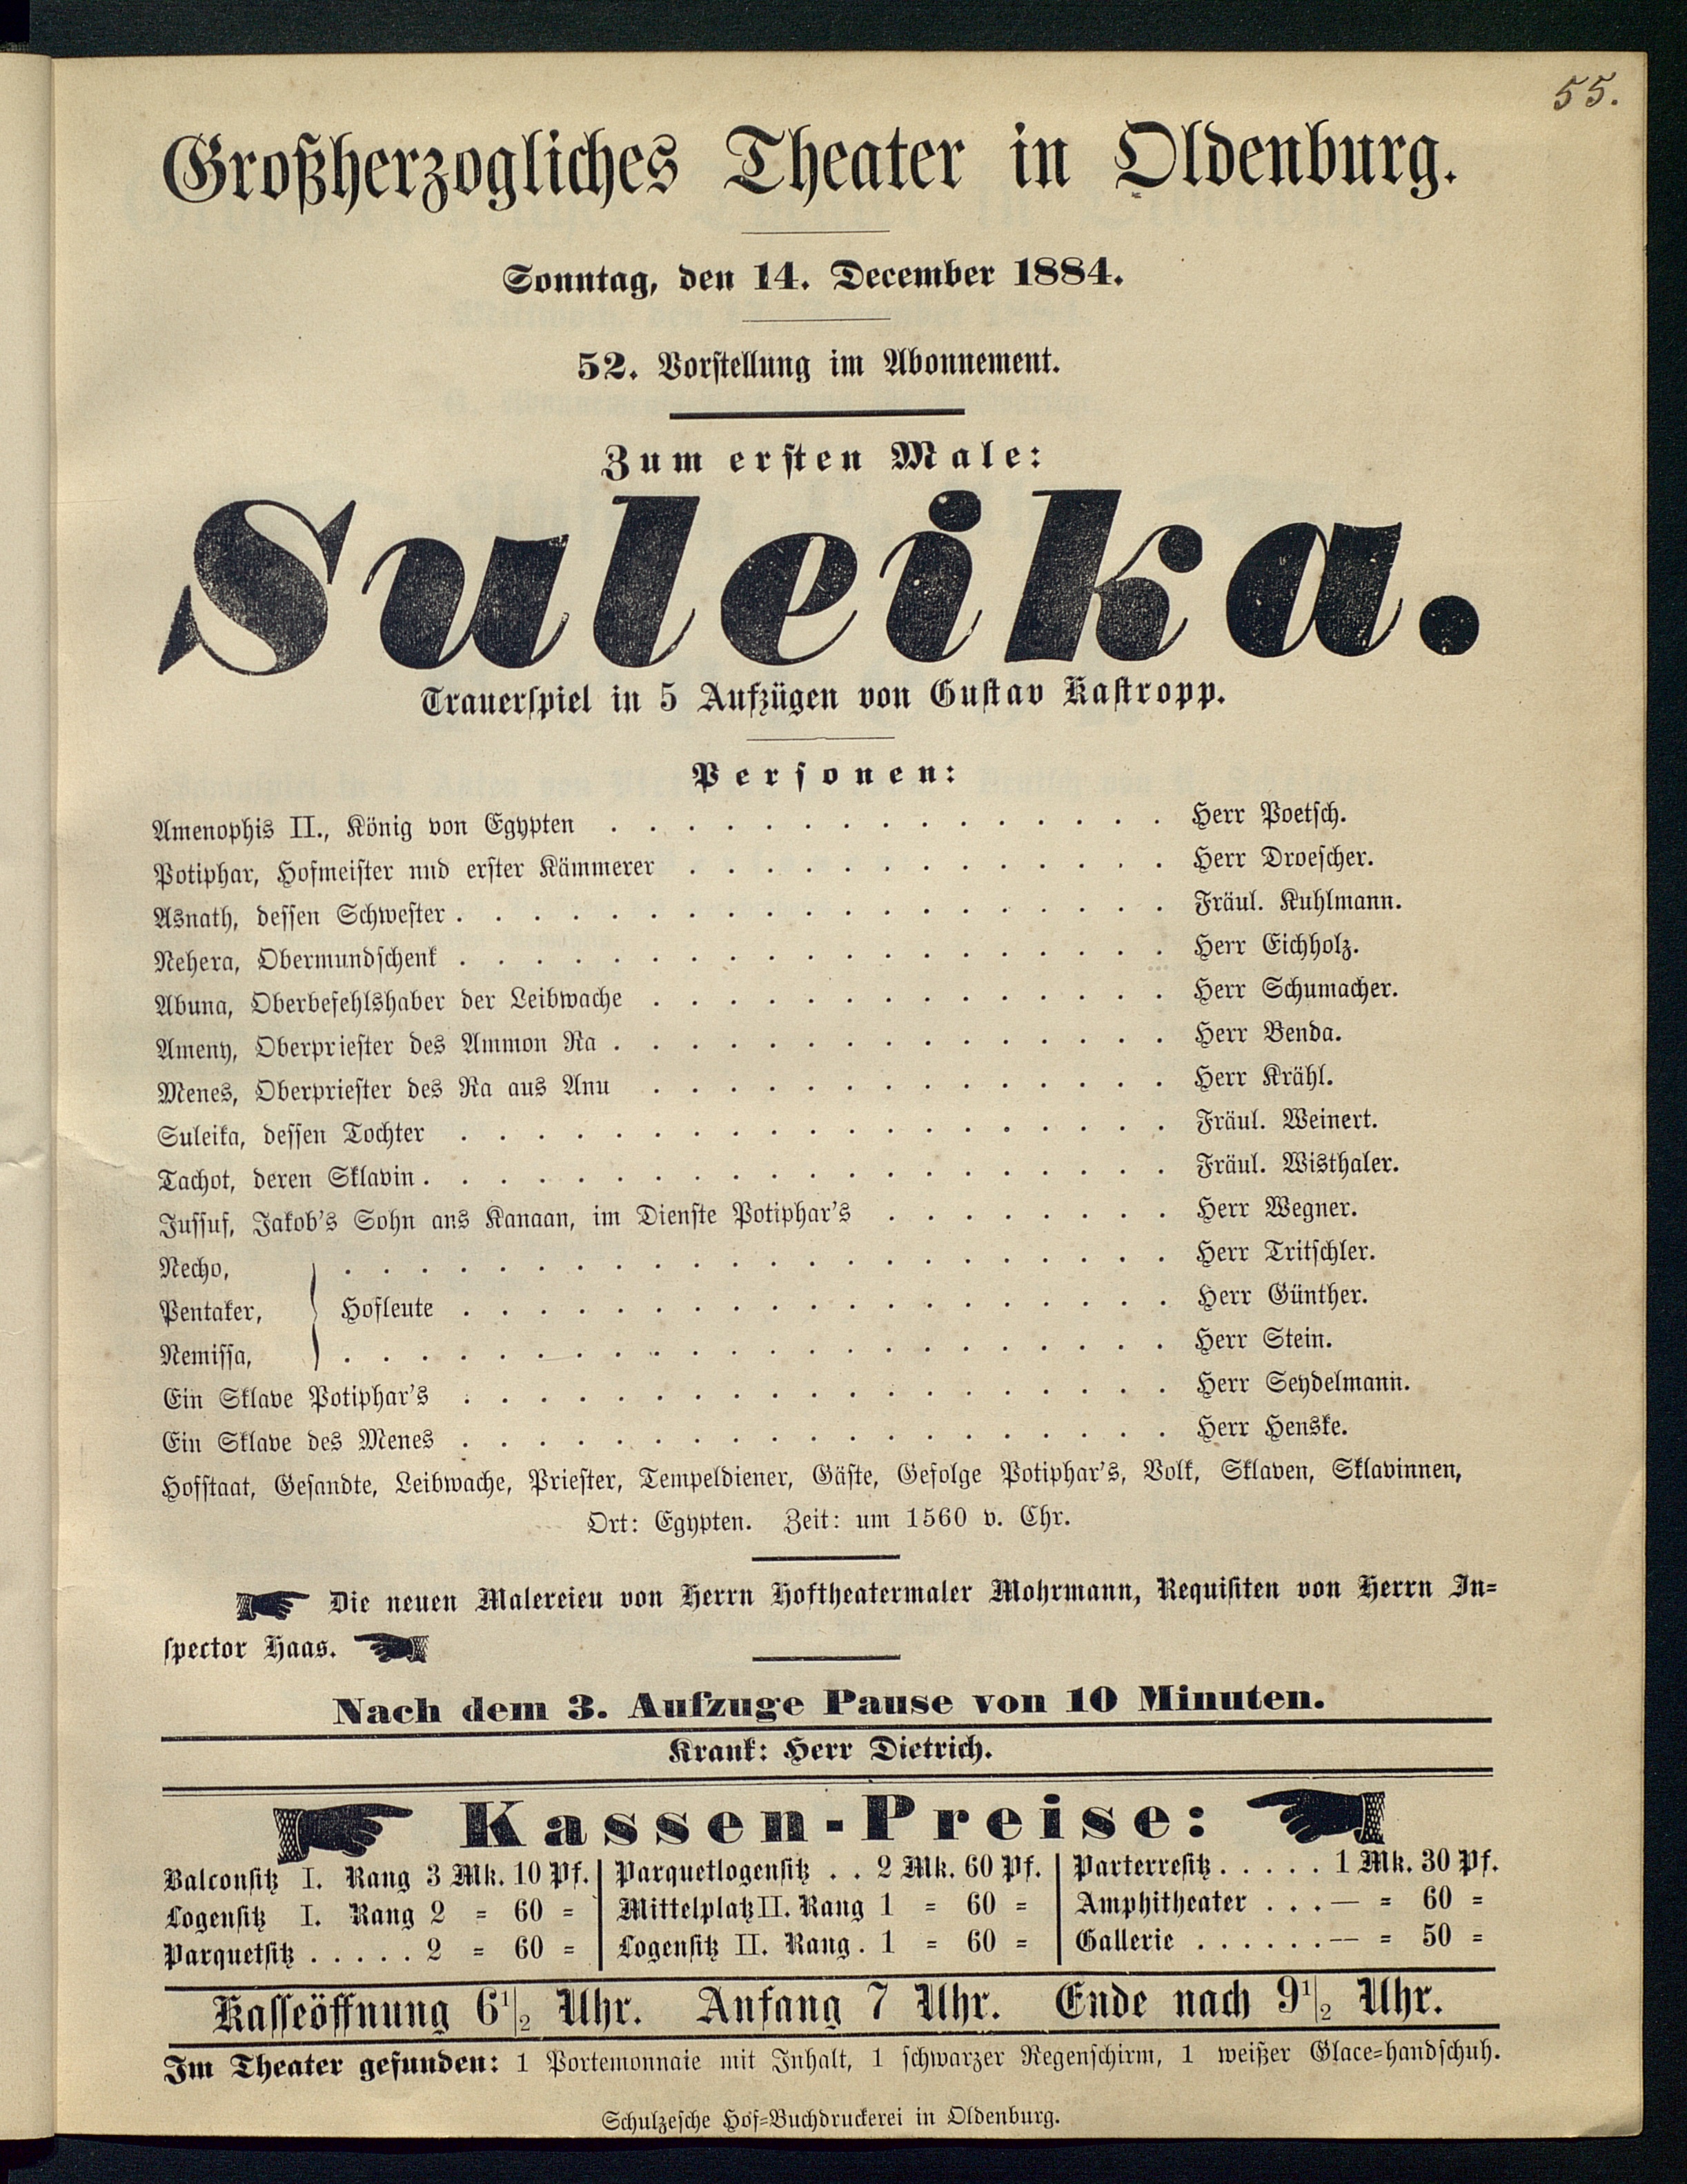 55.
Großherzogliches Theater in Oldenburg.
Sonntag, den 14. December 1884.
52. Vorstellung im Abonnement.
Zum ersten Male:
Suleika.
Trauerspiel in 5 Aufzügen von Gustav Kastropp.
Personen:
Amenophis II., König von Egypten . . . . . . . . . . . . . . . Herr Poetsch.
Potiphar, Hofmeister nnd erster Kämmerer . . . . . . . . . . . . . Herr Droescher.
Asnath, dessen Schwester . . . . . . . . . . . . . . . . . . . Fräul. Kuhlmann.
Nehera, Obermundschenk . . . . . . . . . . . . . . . . . . . Herr Eichholz.
Abuna, Oberbefehlshaber der Leibwache . . . . . . . . . . . . . . Herr Schumacher.
Ameny, Oberpriester des Ammon Ra . . . . . . . . . . . . . . . Herr Benda.
Menes, Oberpriester des Ra aus Anu . . . . . . . . . . . . . . Herr Krähl.
Suleika, dessen Tochter . . . . . . . . . . . . . . . . . . . Fräul. Weinert.
Tachot, deren Sklavin . . . . . . . . . . . . . . . . . . . . Fräul. Wisthaler.
Jussuf, Jakob's Sohn ans Kanaan, im Dienste Potiphar's . . . . . . . . Herr Wegner.
Necho, . . . . . . . . . . . . . . . . . . . . . . Herr Tritschler.
Pentaker, } Hofleute . . . . . . . . . . . . . . . . . . . Herr Günther.
Nemissa, . . . . . . . . . . . . . . . . . . . . . . Herr Stein.
Ein Sklave Potiphar's . . . . . . . . . . . . . . . . . . . Herr Seydelmann.
Ein Sklave des Menes . . . . . . . . . . . . . . . . . . . Herr Henske.
Hofstaat, Gesandte, Leibwache, Priester, Tempeldiener, Gäste, Gefolge Potiphar's, Volk, Sklaven, Sklavinnen,
Ort: Egypten. Zeit: um 1560 v. Chr.
Die neuen Malereien von Herrn Hoftheatermaler Mohrmann, Requisiten von Herrn In-
spector Haas.
Nach dem 3. Aufzuge Pause von 10 Minuten.
Krank: Herr Dietrich.
Kassen-Preise:
Balconsitz I. Rang 3 Mk. 10 Pf. | Parquetlogensitz . . 2 Mk. 60 Pf. | Parterresitz . . . . . 1 Mk. 30 Pf.
Logensitz I. Rang 2 = 60 = | Mittelplatz II. Rang 1 = 60 = | Amphitheater . . . — = 60 =
Parquetsitz . . . . . 2 = 60 = | Logensitz II. Rang . 1 = 60 = | Gallerie . . . . . . — = 50 =
Kasseöffnung 6½ Uhr. Anfang 7 Uhr. Ende nach 9½ Uhr.
Im Theater gefunden: 1 Portemonnaie mit Inhalt, 1 schwarzer Regenschirm, 1 weißer Glace=handschuh.
Schulzesche Hof=Buchdruckerei in Oldenburg.